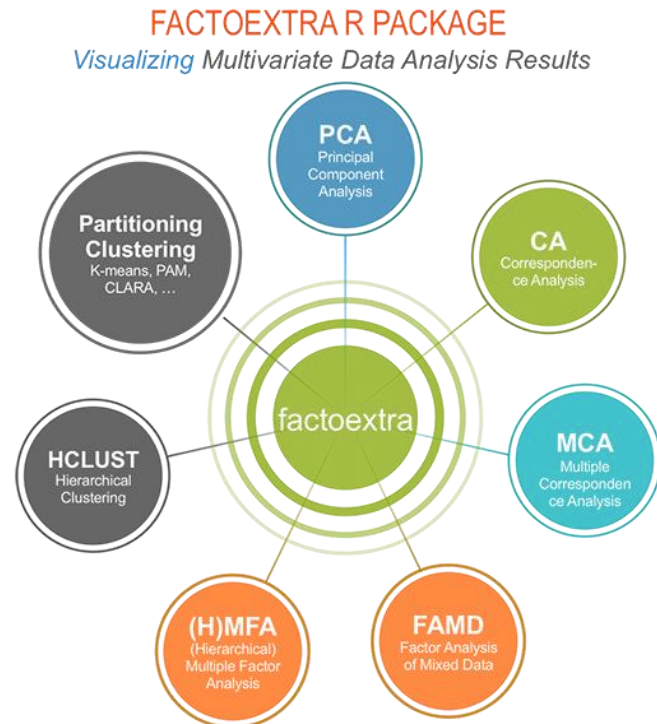 FACTOEXTRA R PACKAGE
Visualizing Multivariate Data Analysis Results
PCA
Principal
Component
Analysis
Partitioning
Clustering
K-means, PAM,
CLARA, ...
CA
Corresponden-
ce Analysis
factoextra
HCLUST
Hierarchical
Clustering
MCA
Multiple
Corresponden
ce Analysis
(H)MFA
(Hierarchical)
Multiple Factor
Analysis
FAMD
Factor Analysis
of Mixed Data